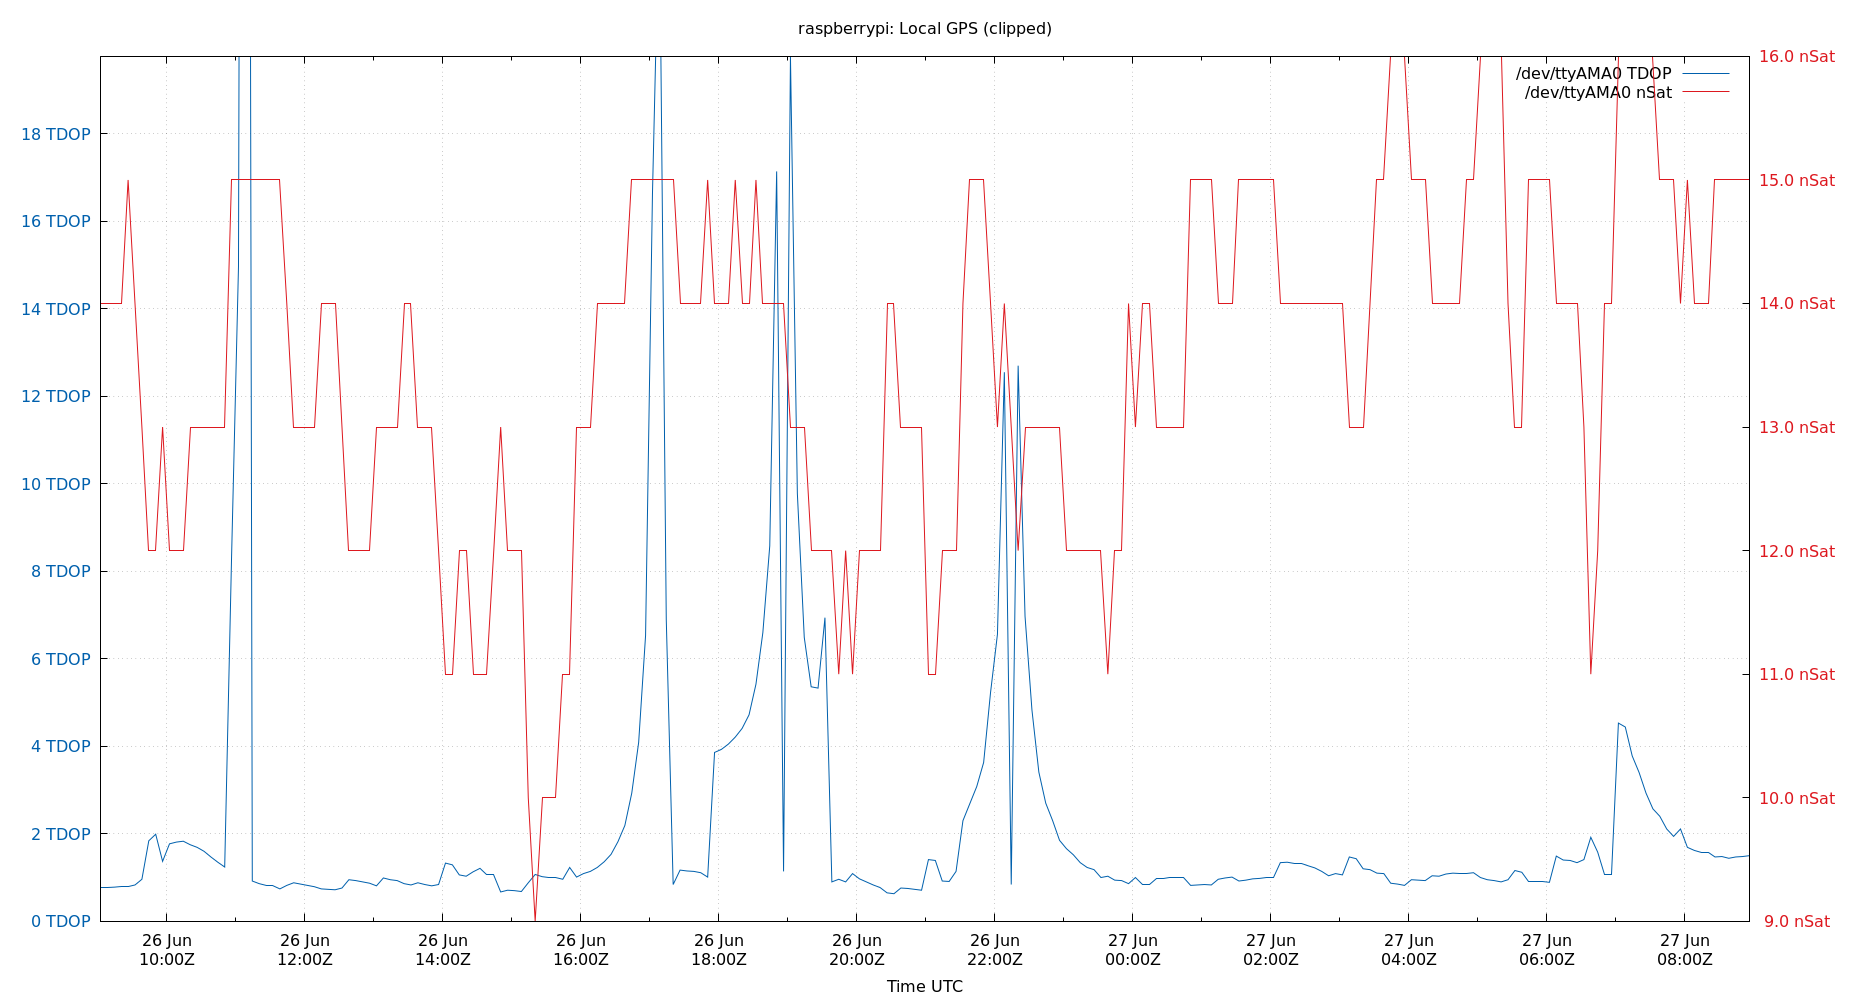 raspberrypi: Local GPS (clipped)
/dev/ttyAMA0 TDOP
/dev/ttyAMA0 nSat
18 TDOP
16 TDOP
14 TDOP
12 TDOP
10 TDOP
8 TDOP
6 TDOP
4 TDOP
2 TDOP
0 TDOP
16.0 nSat
15.0 nSat
14.0 nSat
13.0 nSat
12.0 nSat
11.0 nSat
10.0 nSat
9.0 nSat
26 Jun
10:00Z
26 Jun
12:00Z
26 Jun
14:00Z
26 Jun
16:00Z
26 Jun
18:00Z
26 Jun
20:00Z
26 Jun
22:00Z
27 Jun
00:00Z
27 Jun
02:00Z
27 Jun
04:00Z
27 Jun
06:00Z
27 Jun
08:00Z
Time UTC